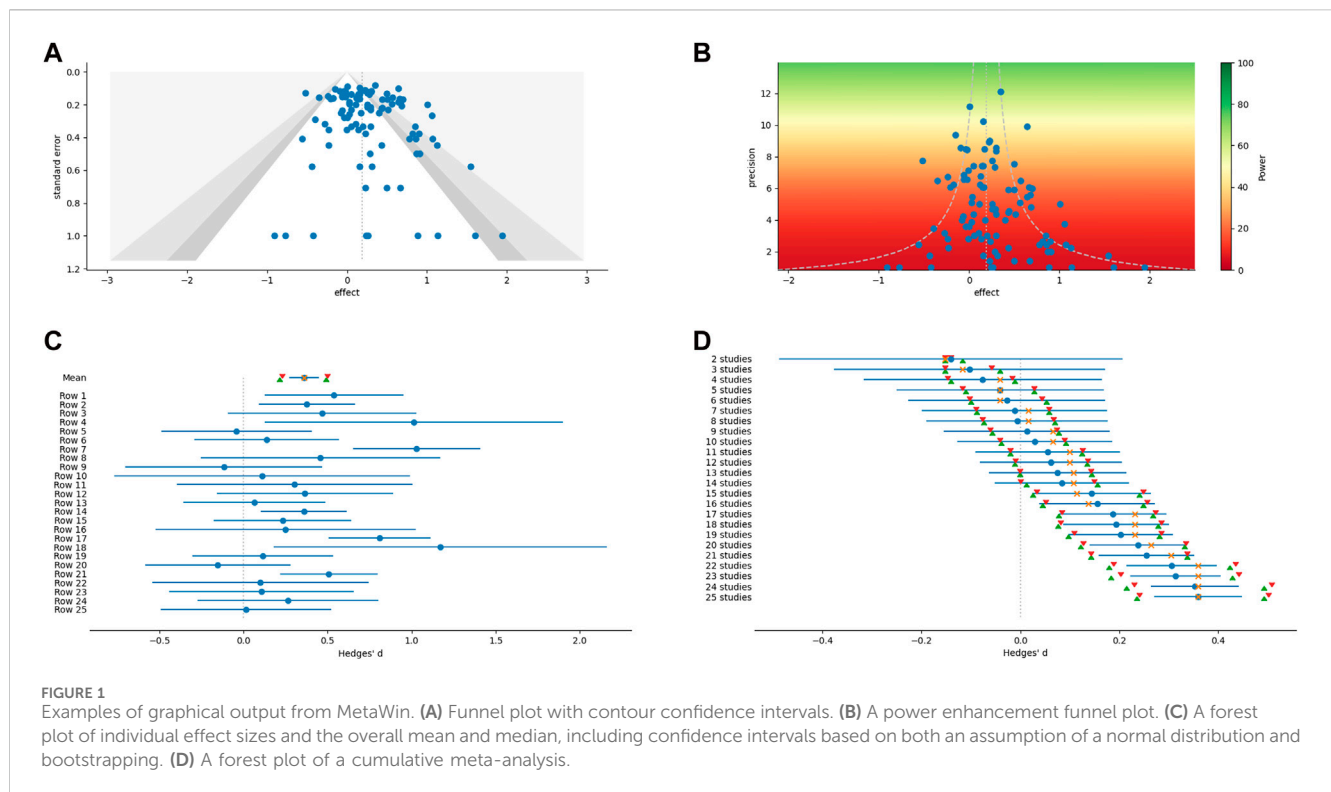 A
0.0
0.2
0.4
0.6
0.8
1.0
1.2
standard error
−3
−2
−1
0
1
2
3
effect
B
12
10
8
6
4
2
precision
−2
−1
0
1
2
effect
100
80
60
40
20
0
Power
C
Mean
Row 1
Row 2
Row 3
Row 4
Row 5
Row 6
Row 7
Row 8
Row 9
Row 10
Row 11
Row 12
Row 13
Row 14
Row 15
Row 16
Row 17
Row 18
Row 19
Row 20
Row 21
Row 22
Row 23
Row 24
Row 25
−0.5
0.0
0.5
1.0
1.5
2.0
Hedges' d
D
2 studies
3 studies
4 studies
5 studies
6 studies
7 studies
8 studies
9 studies
10 studies
11 studies
12 studies
13 studies
14 studies
15 studies
16 studies
17 studies
18 studies
19 studies
20 studies
21 studies
22 studies
23 studies
24 studies
25 studies
−0.4
−0.2
0.0
0.2
0.4
Hedges' d
FIGURE 1
Examples of graphical output from MetaWin. (A) Funnel plot with contour confidence intervals. (B) A power enhancement funnel plot. (C) A forest
plot of individual effect sizes and the overall mean and median, including confidence intervals based on both an assumption of a normal distribution and
bootstrapping. (D) A forest plot of a cumulative meta-analysis.